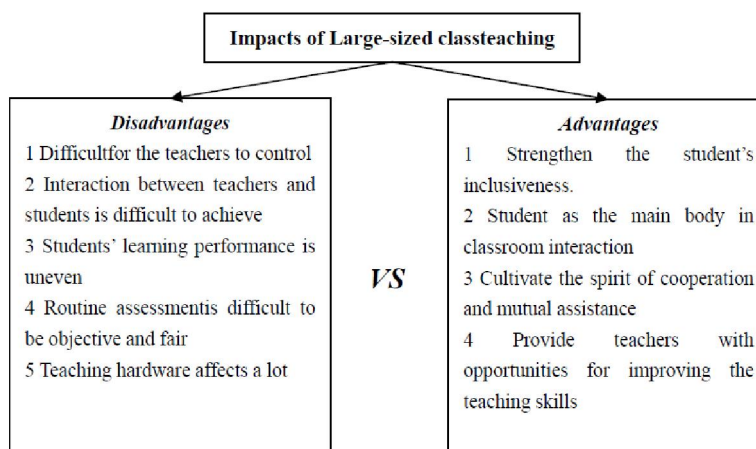 Impacts of Large-sized classteaching
Disadvantages
1 Difficultfor the teachers to control
2 Interaction between teachers and
students is difficult to achieve
3 Students' learning performance is
uneven
4 Routine assessmentis difficult to
be objective and fair
5 Teaching hardware affects a lot
VS
Advantages
1 Strengthen the student's
inclusiveness.
2 Student as the main body in
classroom interaction
3 Cultivate the spirit of cooperation
and mutual assistance
4 Provide teachers with
opportunities for improving the
teaching skills